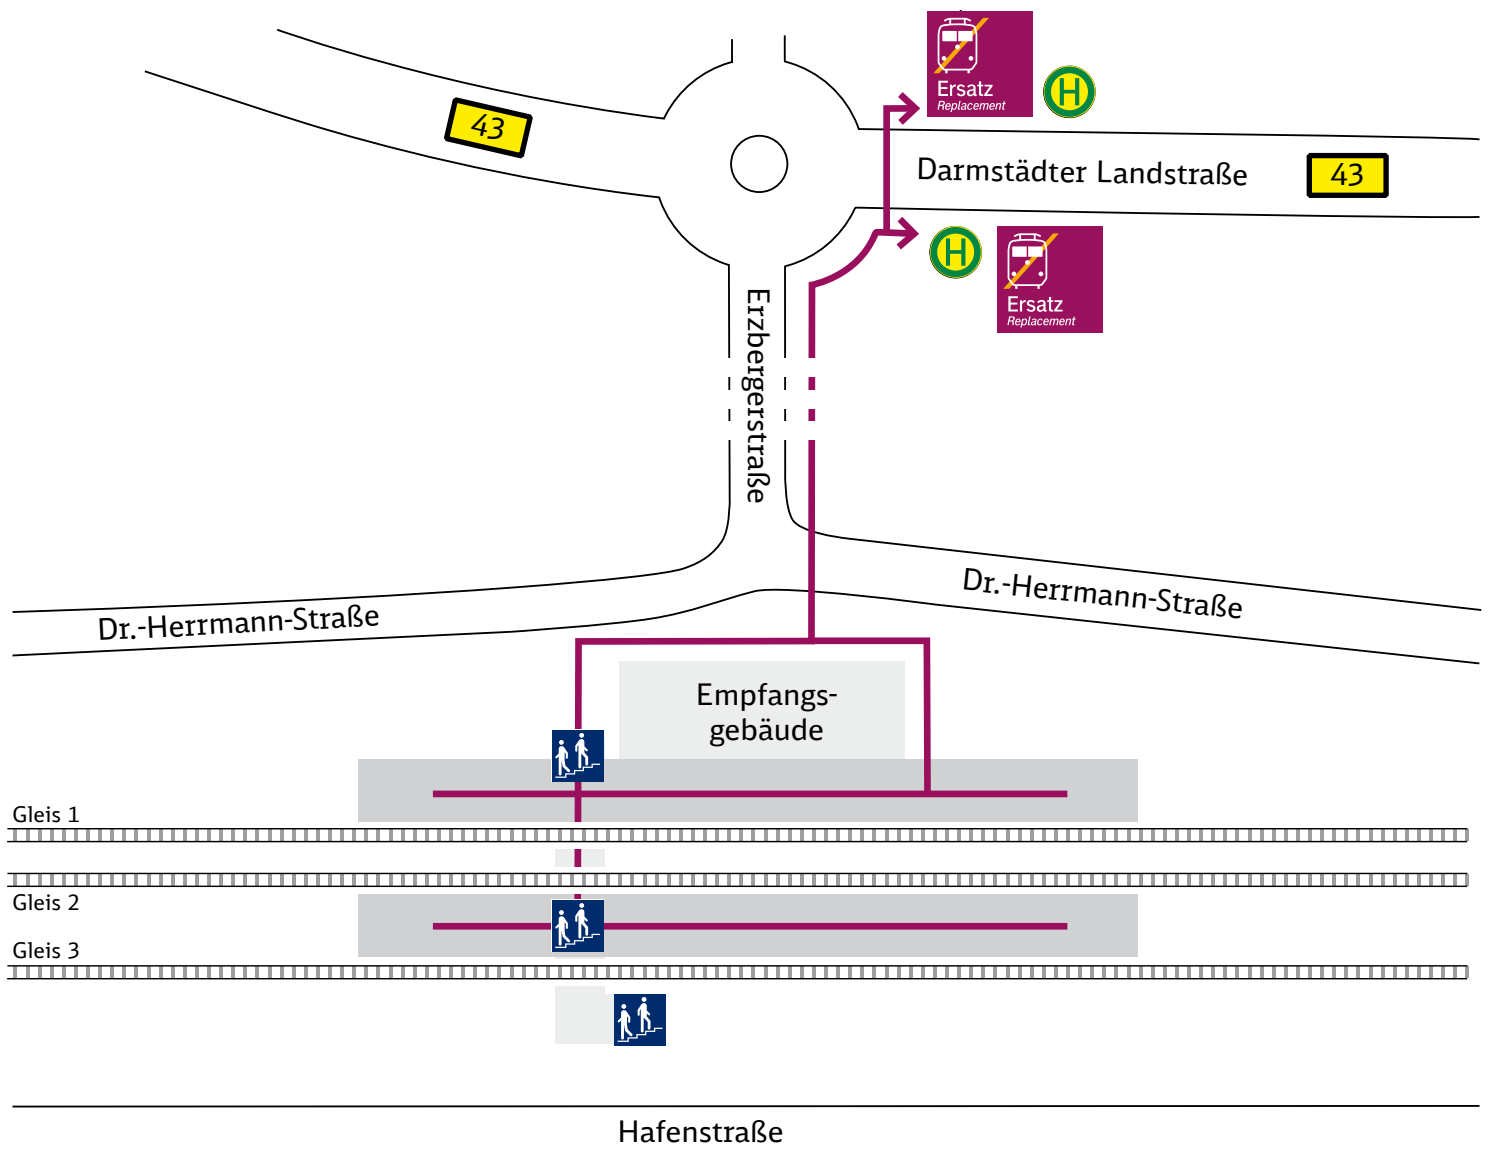 Ersatz
Replacement
H
43
Darmstädter Landstraße
43
H
Ersatz
Replacement
Erzbergerstraße
Dr.-Herrmann-Straße
Dr.-Herrmann-Straße
Empfangs-
gebäude
Gleis 1
Gleis 2
Gleis 3
Hafenstraße